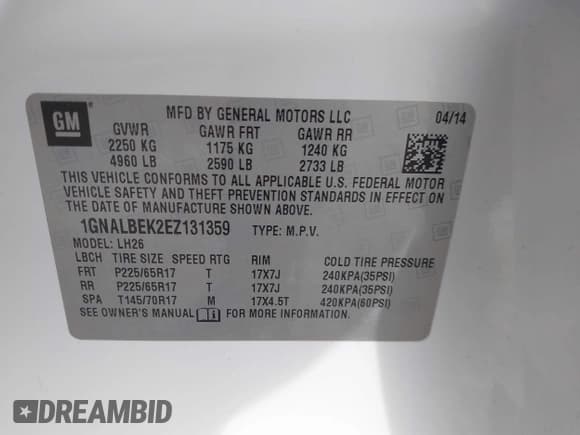 GM
MFD BY GENERAL MOTORS LLC 04/14
GVWR GAWR FRT GAWR RR
2250 KG 1175 KG 1240 KG
4960 LB 2590 LB 2733 LB
THIS VEHICLE CONFORMS TO ALL APPLICABLE U.S. FEDERAL MOTOR
VEHICLE SAFETY AND THEFT PREVENTION STANDARDS IN EFFECT ON
THE DATE OF MANUFACTURE SHOWN ABOVE.
1GNALBEK2EZ131359 TYPE: M.P.V.
MODEL: LH26
LBCH TIRE SIZE SPEED RTG RIM COLD TIRE PRESSURE
FRT P225/65R17 T 17X7J 240KPA(35PSI)
RR P225/65R17 T 17X7J 240KPA(35PSI)
SPA T145/70R17 M 17X4.5T 420KPA(60PSI)
SEE OWNER'S MANUAL i FOR MORE INFORMATION.
DREAMBID